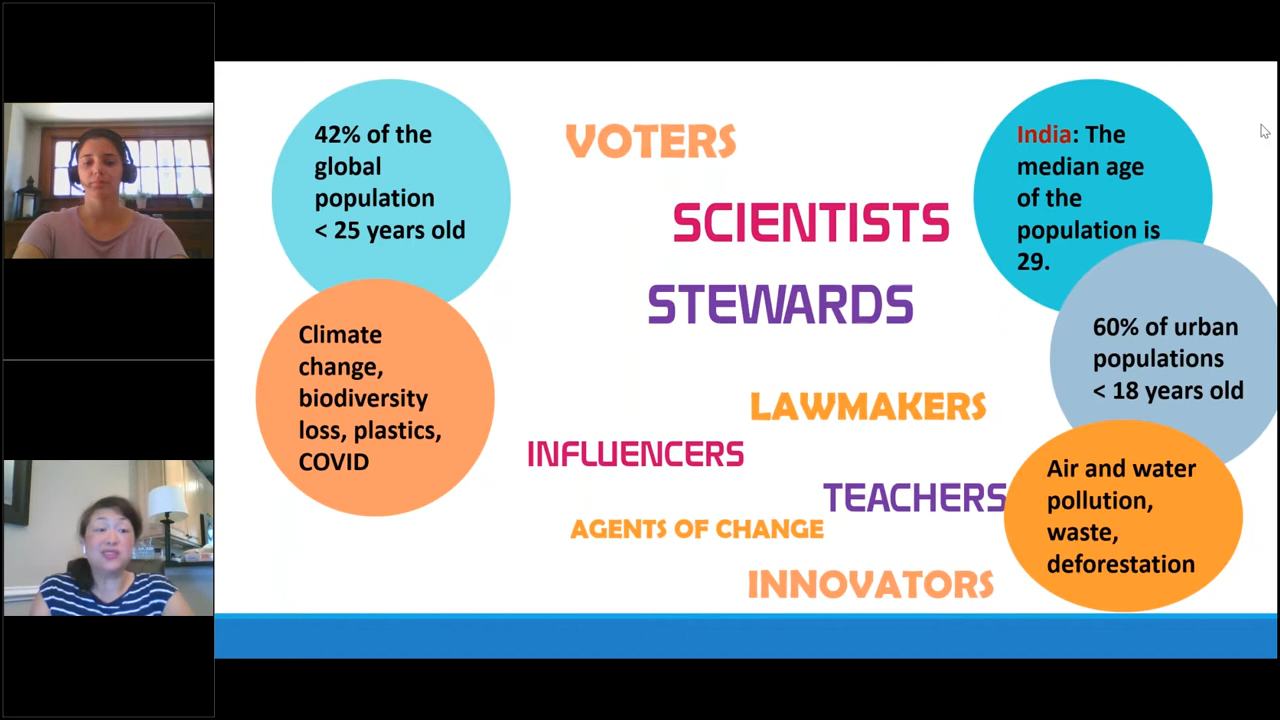 42% of the
global
population
< 25 years old
Climate
change,
biodiversity
loss, plastics,
COVID
VOTERS
SCIENTISTS
STEWARDS
LAWMAKERS
INFLUENCERS
TEACHERS
AGENTS OF CHANGE
INNOVATORS
India: The
median age
of the
population is
29.
60% of urban
populations
< 18 years old
Air and water
pollution,
waste,
deforestation